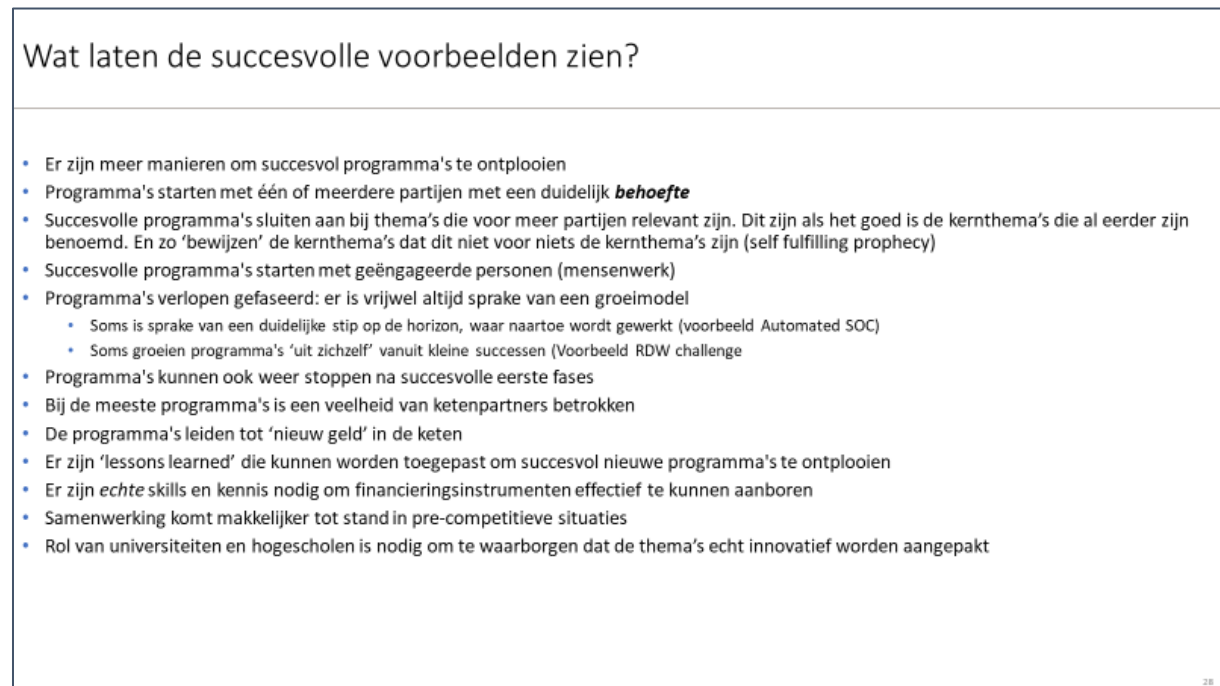 Wat laten de succesvolle voorbeelden zien?
• Er zijn meer manieren om succesvol programma's te ontplooien
• Programma's starten met één of meerdere partijen met een duidelijk behoefte
• Succesvolle programma's sluiten aan bij thema's die voor meer partijen relevant zijn. Dit zijn als het goed is de kernthema's die al eerder zijn
benoemd. En zo 'bewijzen' de kernthema's dat dit niet voor niets de kernthema's zijn (self fulfilling prophecy)
• Succesvolle programma's starten met geëngageerde personen (mensenwerk)
• Programma's verlopen gefaseerd: er is vrijwel altijd sprake van een groeimodel
• Soms is sprake van een duidelijke stip op de horizon, waar naartoe wordt gewerkt (voorbeeld Automated SOC)
• Soms groeien programma's 'uit zichzelf' vanuit kleine successen (Voorbeeld RDW challenge
• Programma's kunnen ook weer stoppen na succesvolle eerste fases
• Bij de meeste programma's is een veelheid van ketenpartners betrokken
• De programma's leiden tot 'nieuw geld' in de keten
• Er zijn 'lessons learned' die kunnen worden toegepast om succesvol nieuwe programma's te ontplooien
• Er zijn echte skills en kennis nodig om financieringsinstrumenten effectief te kunnen aanboren
• Samenwerking komt makkelijker tot stand in pre-competitieve situaties
• Rol van universiteiten en hogescholen is nodig om te waarborgen dat de thema's echt innovatief worden aangepakt
28